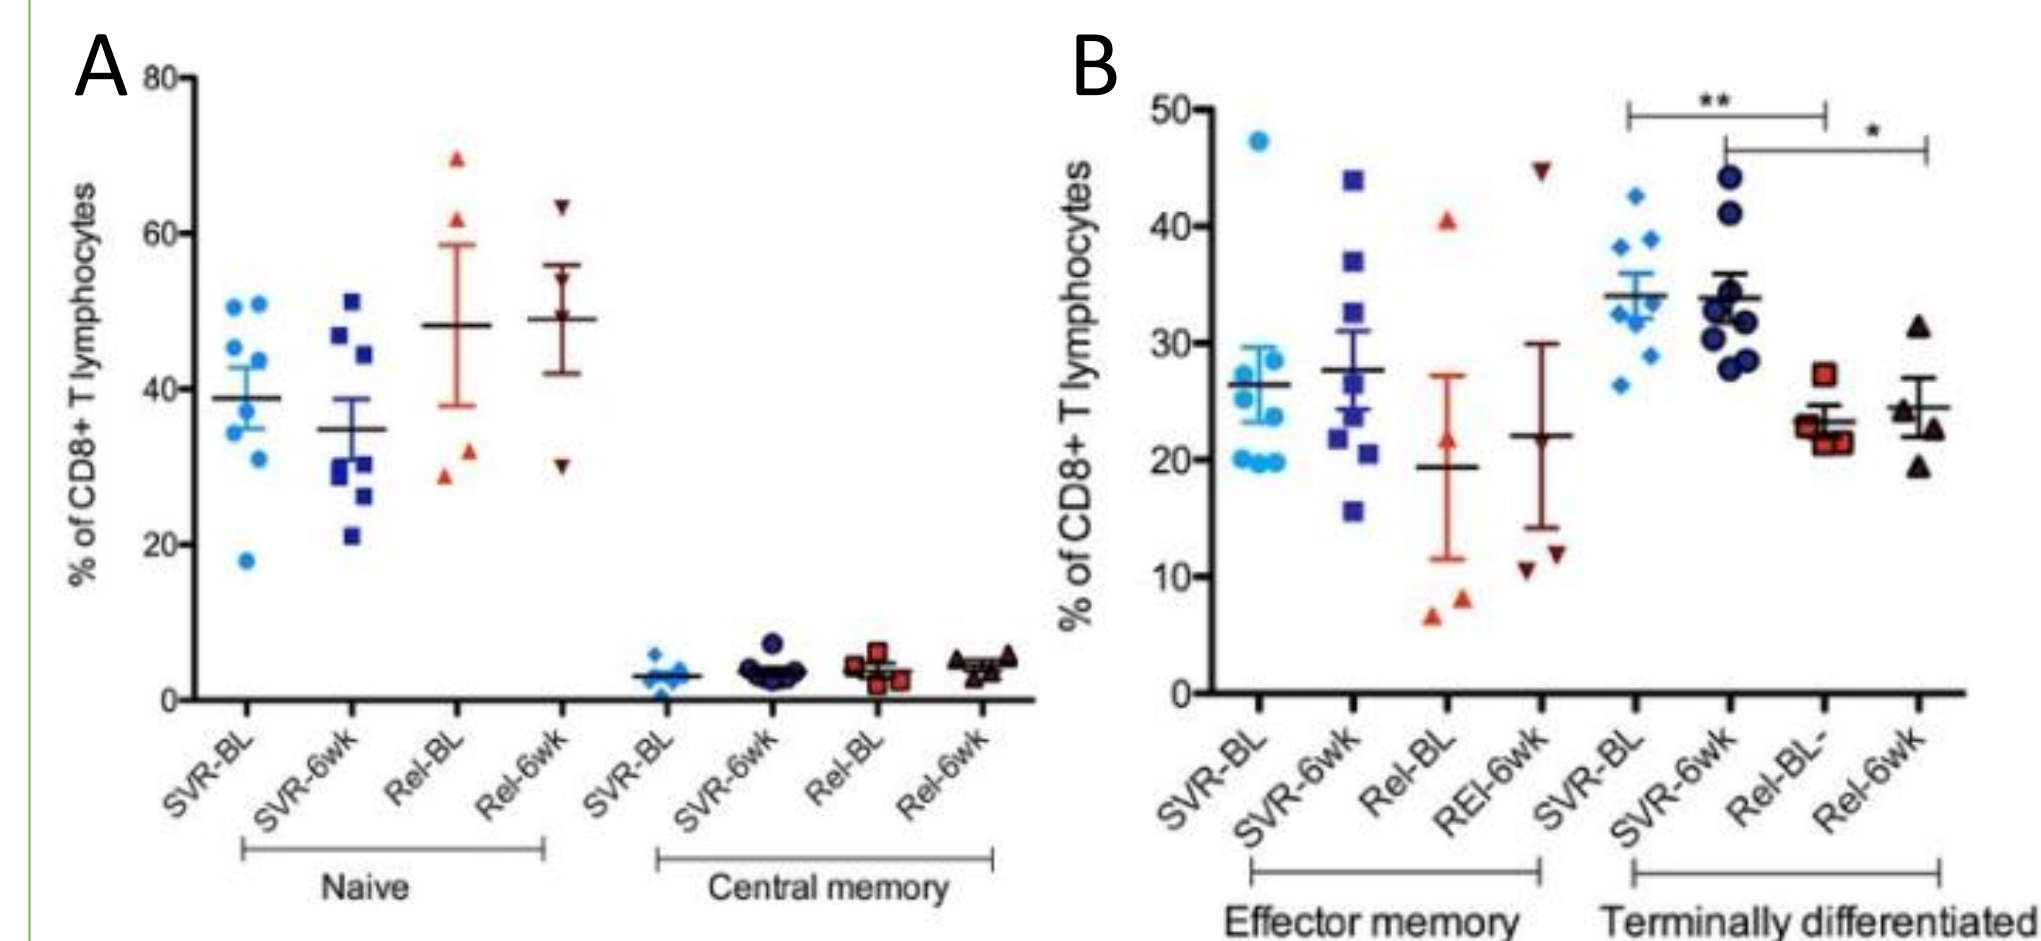 A
B
% of CD8+ T lymphocytes
80
60
40
20
0
SVR-BL
SVR-6wk
Rel-BL
Rel-6wk
SVR-BL
SVR-6wk
Rel-BL
Rel-6wk
Naive
Central memory
% of CD8+ T lymphocytes
50
40
30
20
10
0
**
*
SVR-BL
SVR-6wk
Rel-BL
REl-6wk
SVR-BL
SVR-6wk
Rel-BL-
Rel-6wk
Effector memory
Terminally differentiated